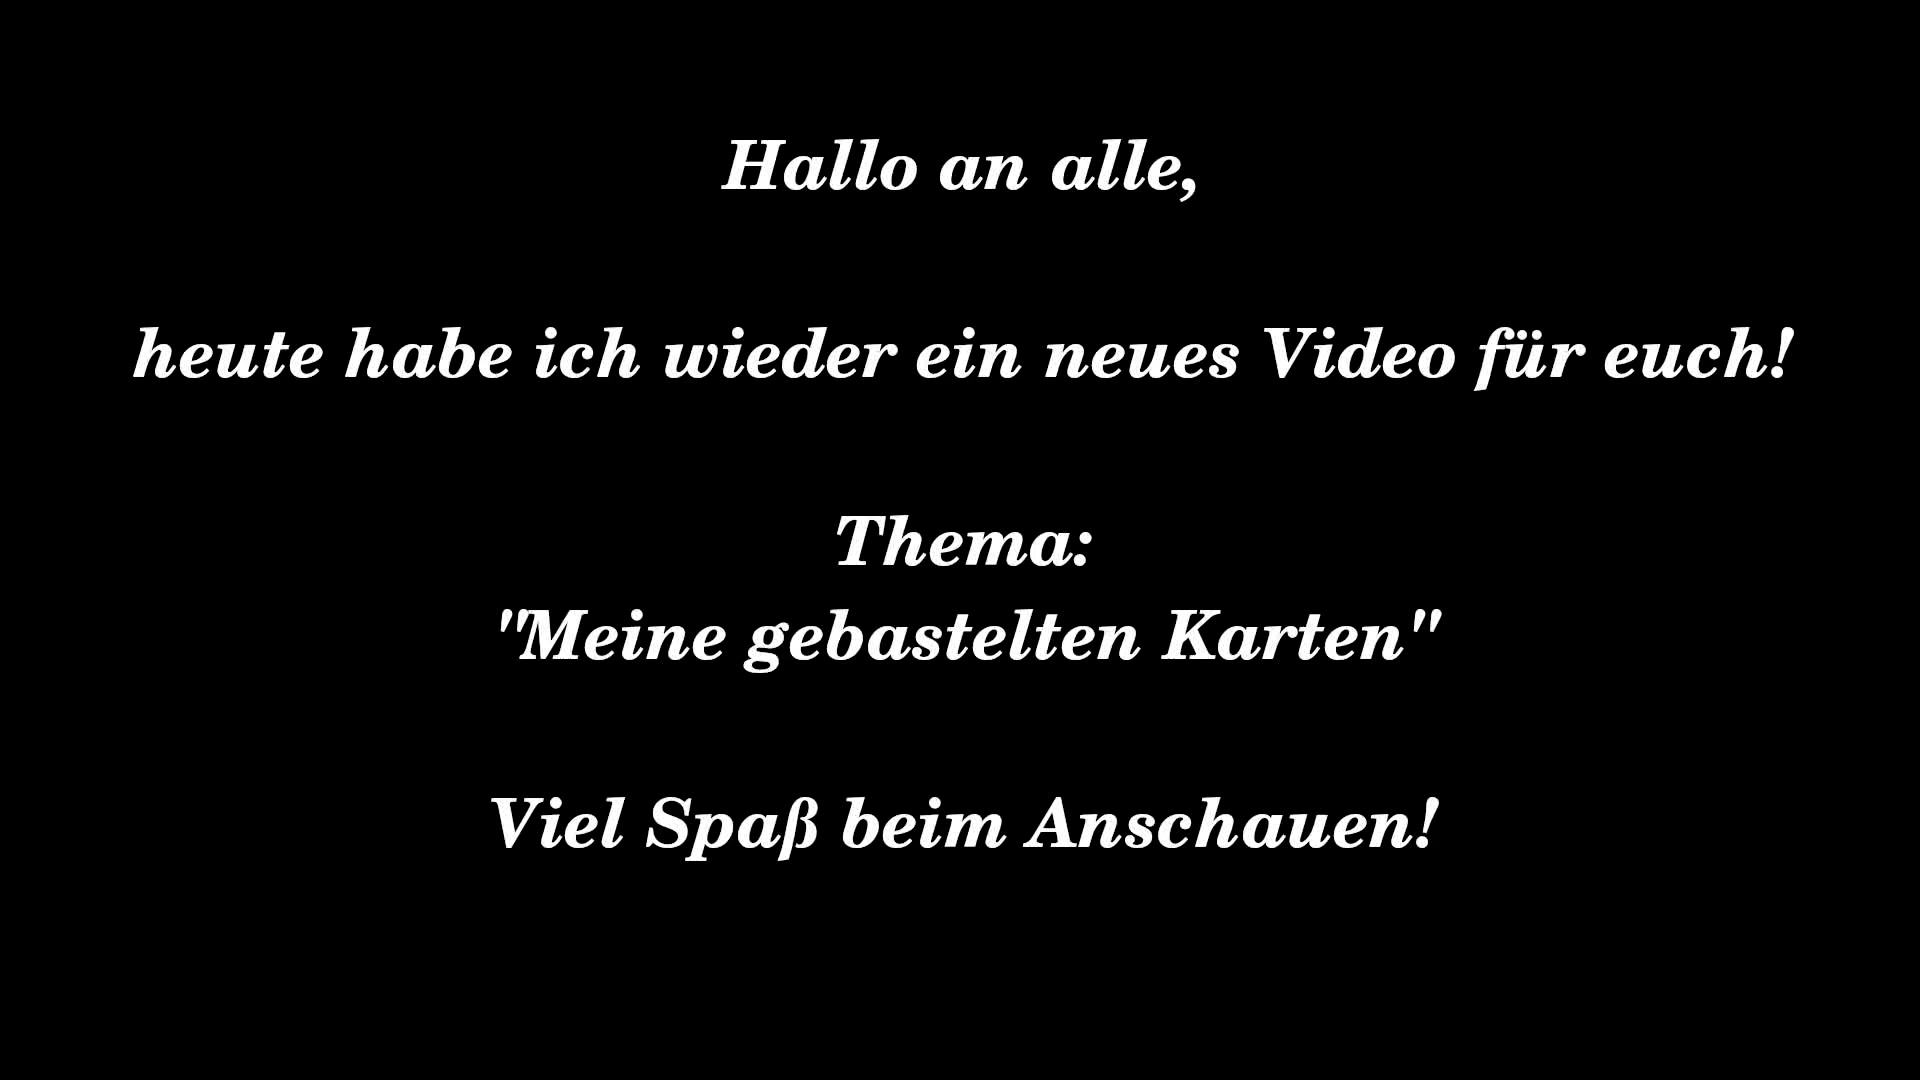 Hallo an alle,
heute habe ich wieder ein neues Video für euch!
Thema:
"Meine gebastelten Karten"
Viel Spaß beim Anschauen!